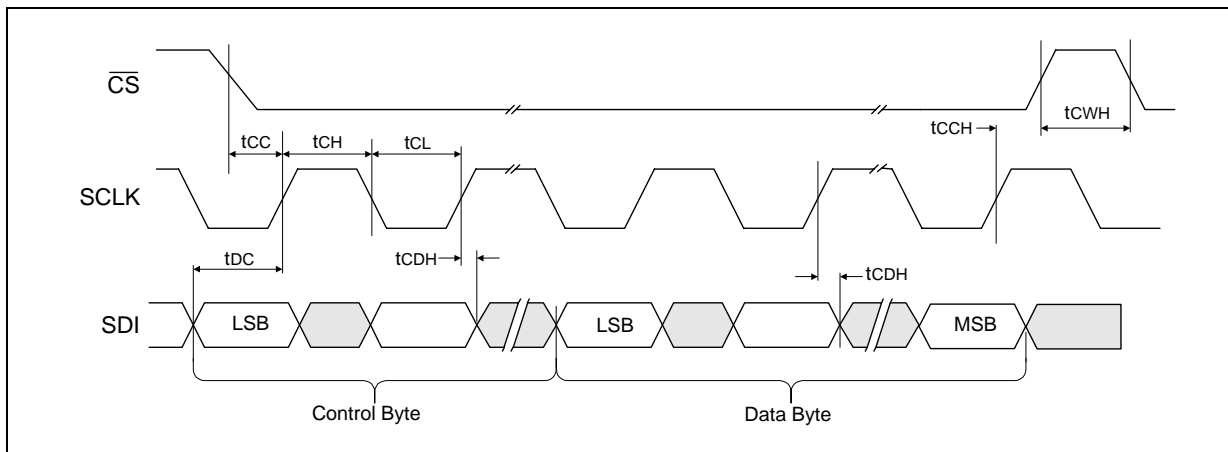 CS
tCC
tCH
tCL
tCCH
tCWH
SCLK
tDC
tCDH
tCDH
SDI
LSB
LSB
MSB
Control Byte
Data Byte